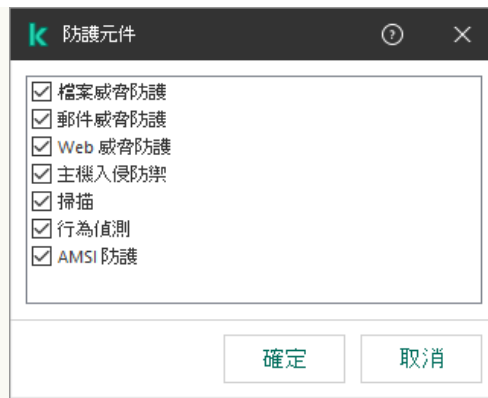 防護元件
檔案威脅防護
郵件威脅防護
Web 威脅防護
主機入侵防禦
掃描
行為偵測
AMSI 防護
確定
取消